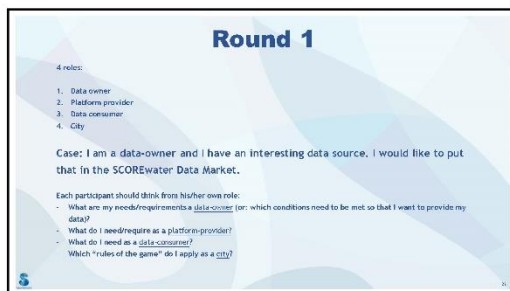 Round 1
4 roles:
1. Data owner
2. Platform provider
3. Data consumer
4. City
Case: I am a data-owner and I have an interesting data source. I would like to put
that in the SCOREwater Data Market.
Each participant should think from his/her own role:
- What are my needs/requirements a data-owner (or: which conditions need to be met so that I want to provide my
data)?
- What do I need/require as a platform-provider?
- What do I need as a data-consumer?
Which "rules of the game" do I apply as a city?